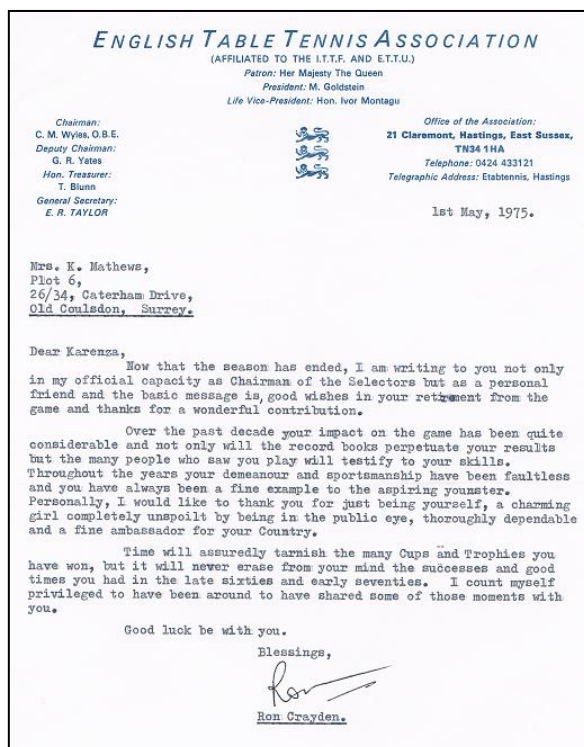 ENGLISH TABLE TENNIS ASSOCIATION
(AFFILIATED TO THE I.T.T.F. AND E.T.T.U.)
Patron: Her Majesty The Queen
President: M. Goldstein
Life Vice-President: Hon. Ivor Montagu
Chairman:
C. M. Wyles, O.B.E.
Deputy Chairman:
G. R. Yates
Hon. Treasurer:
T. Blunn
General Secretary:
E. R. TAYLOR
Office of the Association:
21 Claremont, Hastings, East Sussex,
TN34 1HA
Telephone: 0424 433121
Telegraphic Address: Etabtennis, Hastings
1st May, 1975.
Mrs. K. Mathews,
Plot 6,
26/34, Caterham Drive,
Old Coulsdon, Surrey.
Dear Karenza,
Now that the season has ended, I am writing to you not only
in my official capacity as Chairman of the Selectors but as a personal
friend and the basic message is, good wishes in your retirement from the
game and thanks for a wonderful contribution.
Over the past decade your impact on the game has been quite
considerable and not only will the record books perpetuate your results
but the many people who saw you play will testify to your skills.
Throughout the years your demeanour and sportsmanship have been faultless
and you have always been a fine example to the aspiring younster.
Personally, I would like to thank you for just being yourself, a charming
girl completely unspoilt by being in the public eye, thoroughly dependable
and a fine ambassador for your Country.
Time will assuredly tarnish the many Cups and Trophies you
have won, but it will never erase from your mind the successes and good
times you had in the late sixties and early seventies. I count myself
privileged to have been around to have shared some of those moments with
you.
Good luck be with you.
Blessings,
Ron
Ron Crayden.